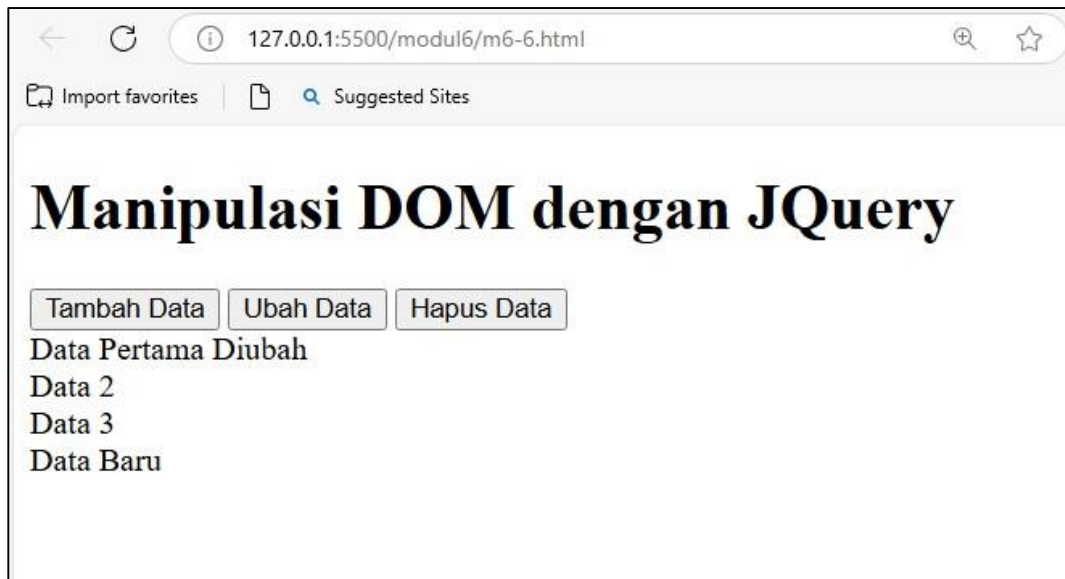 127.0.0.1:5500/modul6/m6-6.html
Import favorites Suggested Sites
Manipulasi DOM dengan JQuery
Tambah Data Ubah Data Hapus Data
Data Pertama Diubah
Data 2
Data 3
Data Baru